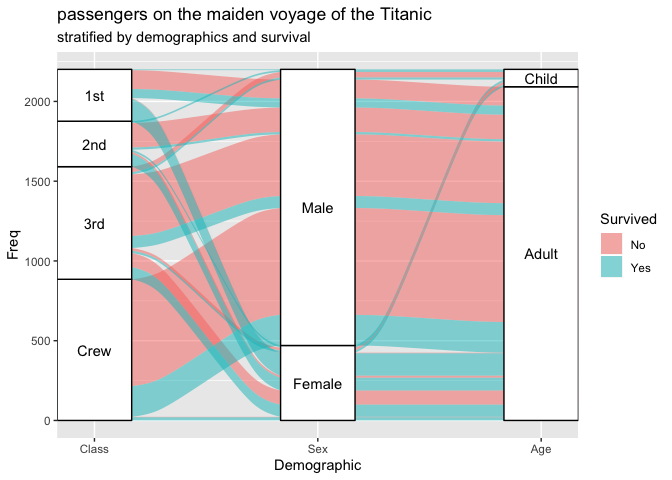 passengers on the maiden voyage of the Titanic
stratified by demographics and survival
Freq
2000
1500
1000
500
0
1st
2nd
3rd
Crew
Male
Female
Child
Adult
Class
Sex
Age
Demographic
Survived
No
Yes